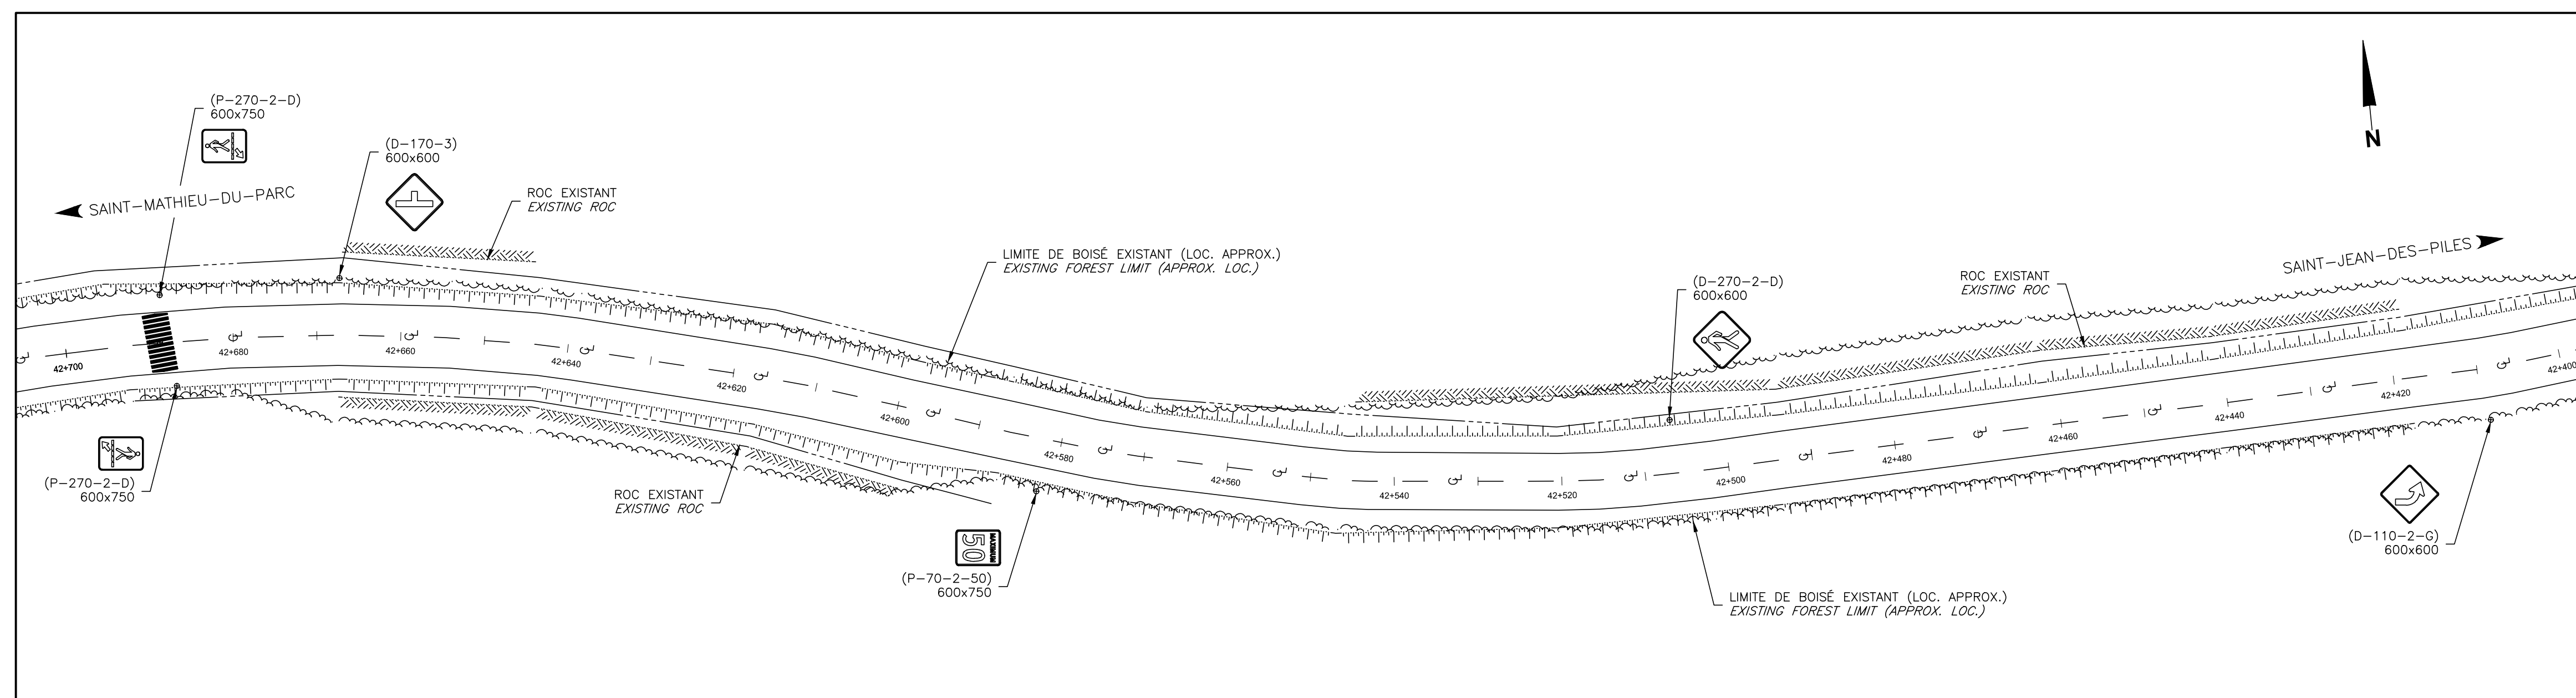 (P-270-2-D)
600x750
(D-170-3)
600x600
SAINT-MATHIEU-DU-PARC
ROC EXISTANT
EXISTING ROC
LIMITE DE BOISÉ EXISTANT (LOC. APPROX.)
EXISTING FOREST LIMIT (APPROX. LOC.)
(D-270-2-D)
600x600
ROC EXISTANT
EXISTING ROC
SAINT-JEAN-DES-PILES
N
42+700
42+680
42+660
42+640
42+620
42+600
42+580
42+560
42+540
42+520
42+500
42+480
42+460
42+440
42+420
42+400
(P-270-2-D)
600x750
ROC EXISTANT
EXISTING ROC
MAXIMUM
50
(P-70-2-50)
600x750
LIMITE DE BOISÉ EXISTANT (LOC. APPROX.)
EXISTING FOREST LIMIT (APPROX. LOC.)
(D-110-2-G)
600x600